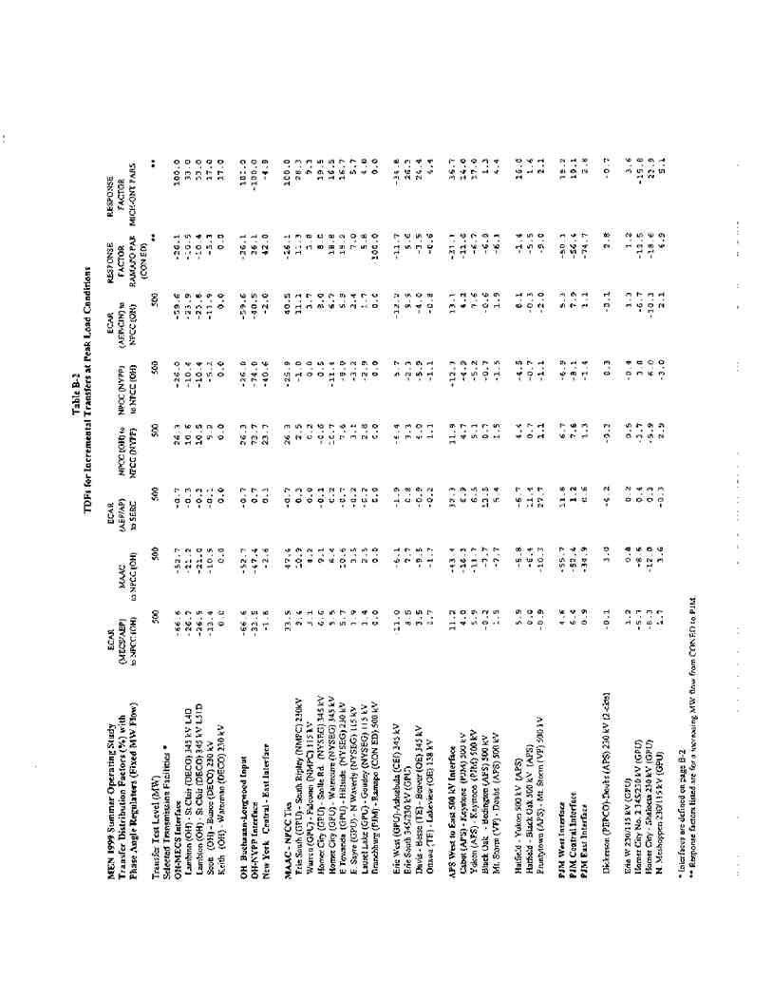 Table B-2
TDFs for Incremental Transfers at Peak Load Conditions
MEN 1999 Summer Operating Study ECAR MAAC ECAR NPCC (OH) to NPCC (NYPP) ECAR RESPONSE RESPONSE
Transfer Distribution Factors (%) with (MECS/AEP) to NPCC (OH) (AEP/AP) NPCC (NYPP) to NPCC (OH) (AEP-CIN) to FACTOR FACTOR
Phase Angle Regulators (Fixed MW Flow) to NPCC (OH) to SERC NPCC (OH) RAMAPO PAR MICH-ONT PARS
(CON ED)
Transfer Test Level (MW) 500 500 500 500 500 500 ** **
Selected Transmission Facilities *
OH-MECS Interface -66.6 -52.7 -0.7 26.3 -26.0 -59.6 -26.1 100.0
Lambton (OH) - St Clair (DECO) 345 kV L4D -26.7 -21.2 -0.3 10.6 -10.4 -23.9 -10.5 33.0
Lambton (OH) - St Clair (DECO) 345 kV L51D -26.5 -21.0 -0.3 10.5 -10.4 -23.8 -10.4 33.0
Scott (OH) - Bunce (DECO) 230 kV -13.4 -10.5 -0.1 5.2 -5.2 -11.9 -5.3 17.0
Keith (OH) - Waterman (DECO) 230 kV 0.0 0.0 0.0 0.0 0.0 0.0 0.0 17.0
OH Buchanan-Longwood Input -66.6 -52.7 -0.7 26.3 -26.0 -59.6 -26.1 101.0
OH-NYPP Interface -32.5 -47.4 0.7 73.7 -74.0 -40.5 26.1 -100.0
New York Central - East Interface -1.8 -2.6 0.1 23.7 -40.6 -2.0 42.0 -4.8
MAAC - NPCC Ties 33.5 47.4 -0.7 26.3 -25.9 40.5 -26.1 100.0
Erie South (GPU) - South Ripley (NMPC) 230kV 9.4 10.9 0.3 2.5 -1.0 11.1 11.3 28.3
Warren (GPU) - Falconer (NMPC) 115 kV 3.1 4.2 0.0 0.2 0.0 3.7 3.8 9.3
Homer City (GPU) - Stolle Rd. (NYSEG) 345 kV 6.6 9.1 -0.1 -0.6 0.5 8.0 8.0 19.5
Homer City (GPU) - Watercure (NYSEG) 345 kV 5.5 6.4 0.2 10.7 -11.4 6.7 18.8 16.5
E Towanda (GPU) - Hillside (NYSEG) 230 kV 5.7 10.6 -0.7 7.6 -8.0 5.9 19.2 16.7
E. Sayre (GPU) - N Waverly (NYSEG) 115 kV 1.9 3.5 -0.2 3.1 -3.2 2.4 7.0 5.7
Laurel Lake (GPU) - Goudey (NYSEG) 115 kV 1.4 2.5 -0.2 2.8 -2.9 1.7 5.8 4.0
Branchburg (PJM) - Ramapo (CON ED) 500 kV 0.0 0.0 0.0 0.0 0.0 0.0 -100.0 0.0
Erie West (GPU)-Ashtabula (CEI) 345 kV -11.0 -6.1 -1.9 -6.4 5.7 -12.2 -11.7 -34.8
Erie South 345/230 kV (GPU) 8.5 7.7 0.8 3.3 -2.3 9.5 5.6 26.3
Davis - Besse (TE) - Beaver (OE) 345 kV 3.5 -9.5 -0.9 6.0 -5.9 -4.0 -3.5 24.4
Ottawa (TE) - Lakeview (OE) 138 kV 1.7 -1.7 -0.2 1.1 -1.1 -0.8 -0.6 4.4
APS West to East 500 kV Interface 11.2 -43.4 32.3 11.9 -12.3 13.1 -31.1 36.7
Cabot (APS) - Keystone (PJM) 500 kV 4.0 -16.3 6.9 4.7 -4.9 4.2 -11.6 14.0
Yukon (APS) - Keystone (PJM) 500 kV 5.9 -11.7 6.5 5.1 -5.2 7.6 -6.7 17.0
Black Oak - Bedington (APS) 500 kV -0.2 -7.7 13.5 0.7 -0.7 -0.6 -6.0 1.3
Mt. Storm (VP) - Doubs (APS) 500 kV 1.5 -7.7 5.4 1.5 -1.5 1.9 -6.3 4.4
Hatfield - Yukon 500 kV (APS) 5.9 -5.8 -6.7 4.4 -4.5 8.1 -1.4 16.0
Hatfield - Black Oak 500 kV (APS) 0.0 -6.4 11.4 0.7 -0.7 -0.3 -5.5 1.6
Pruntytown (APS) - Mt. Storm (VP) 500 kV -0.9 -10.3 27.7 1.1 -1.1 -2.0 -9.0 2.1
PJM West Interface 4.6 -55.7 11.8 6.7 -6.9 5.3 -50.3 19.2
PJM Central Interface 6.4 -52.4 1.2 7.6 -8.1 7.9 -56.4 19.1
PJM East Interface 0.9 -34.9 0.6 1.3 -1.4 1.1 -74.7 2.8
Dickerson (PEPCO)-Doubs (APS) 230 kV (2-ckts) -0.1 3.0 -4.2 -0.2 0.3 -0.1 2.8 -0.7
Erie W 230/115 kV (GPU) 1.2 0.8 0.2 0.5 -0.4 1.3 1.2 3.6
Homer City No. 2 345/230 kV (GPU) -5.1 -8.6 0.4 -3.7 3.8 -6.7 -12.5 -15.8
Homer City - Shelocta 230 kV (GPU) -8.3 -12.0 0.3 -5.9 6.0 -10.3 -18.6 23.9
N. Meshoppen 230/115 kV (GPU) 1.7 3.6 -0.3 2.9 -3.0 2.1 6.9 5.1
* Interfaces are defined on page B-2
** Response factors listed are for a increasing MW flow from CON ED to PJM.